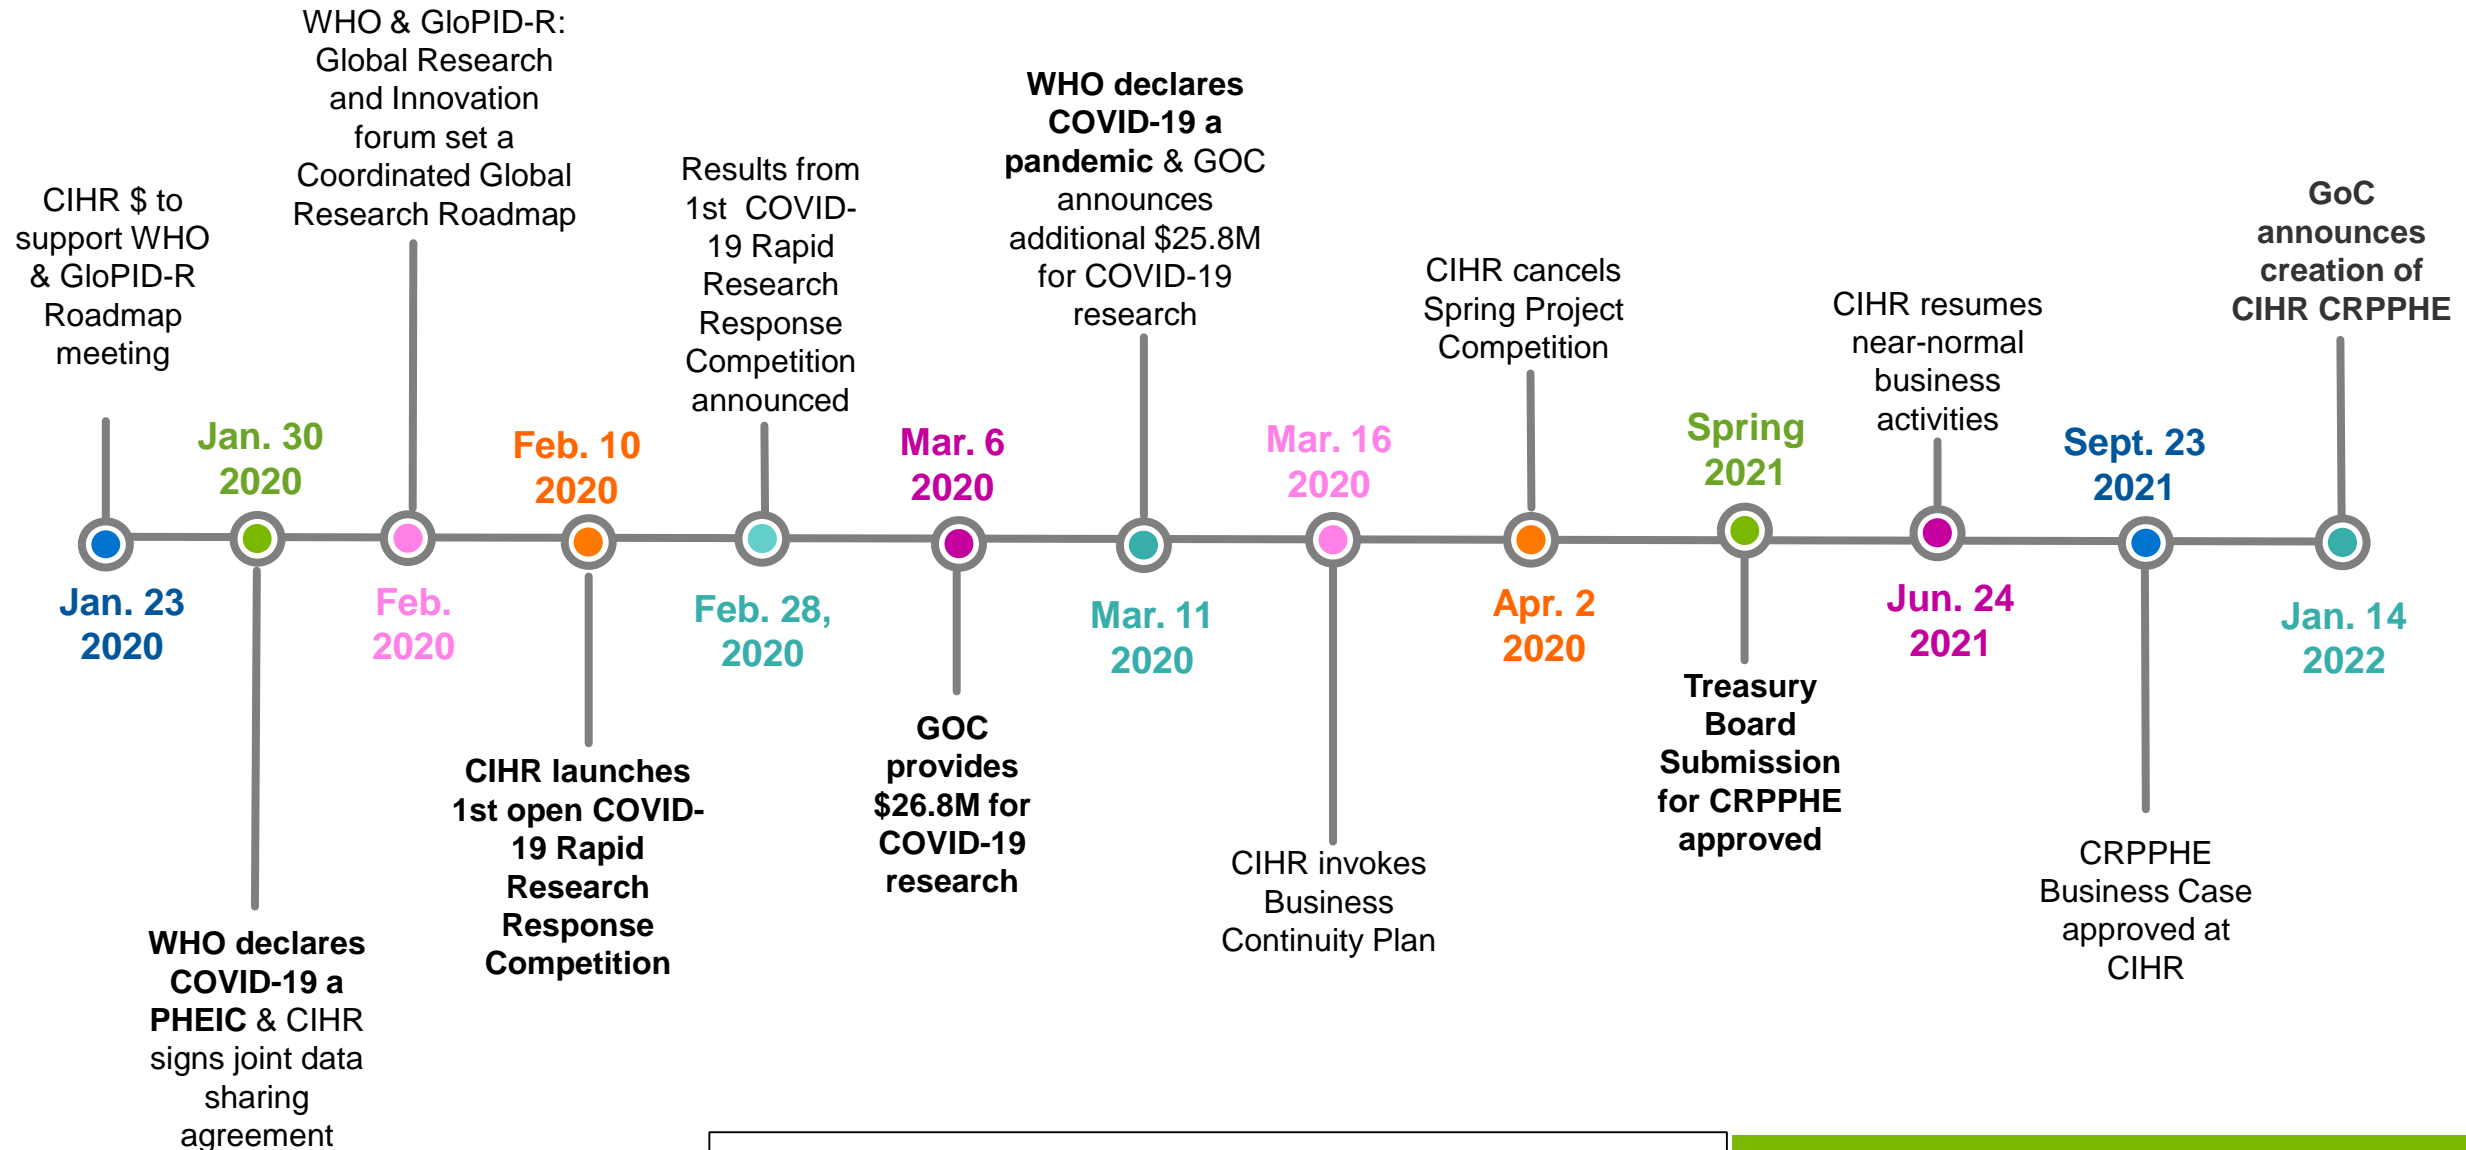 CIHR $ to
support WHO
& GloPID-R
Roadmap
meeting
Jan. 23
2020
Jan. 30
2020
WHO declares
COVID-19 a
PHEIC & CIHR
signs joint data
sharing
agreement
WHO & GloPID-R:
Global Research
and Innovation
forum set a
Coordinated Global
Research Roadmap
Feb.
2020
Feb. 10
2020
CIHR launches
1st open COVID-
19 Rapid
Research
Response
Competition
Results from
1st COVID-
19 Rapid
Research
Response
Competition
announced
Feb. 28,
2020
Mar. 6
2020
GOC
provides
$26.8M for
COVID-19
research
WHO declares
COVID-19 a
pandemic & GOC
announces
additional $25.8M
for COVID-19
research
Mar. 11
2020
Mar. 16
2020
CIHR invokes
Business
Continuity Plan
CIHR cancels
Spring Project
Competition
Apr. 2
2020
Spring
2021
Treasury
Board
Submission
for CRPPHE
approved
CIHR resumes
near-normal
business
activities
Jun. 24
2021
Sept. 23
2021
CRPPHE
Business Case
approved at
CIHR
GoC
announces
creation of
CIHR CRPPHE
Jan. 14
2022